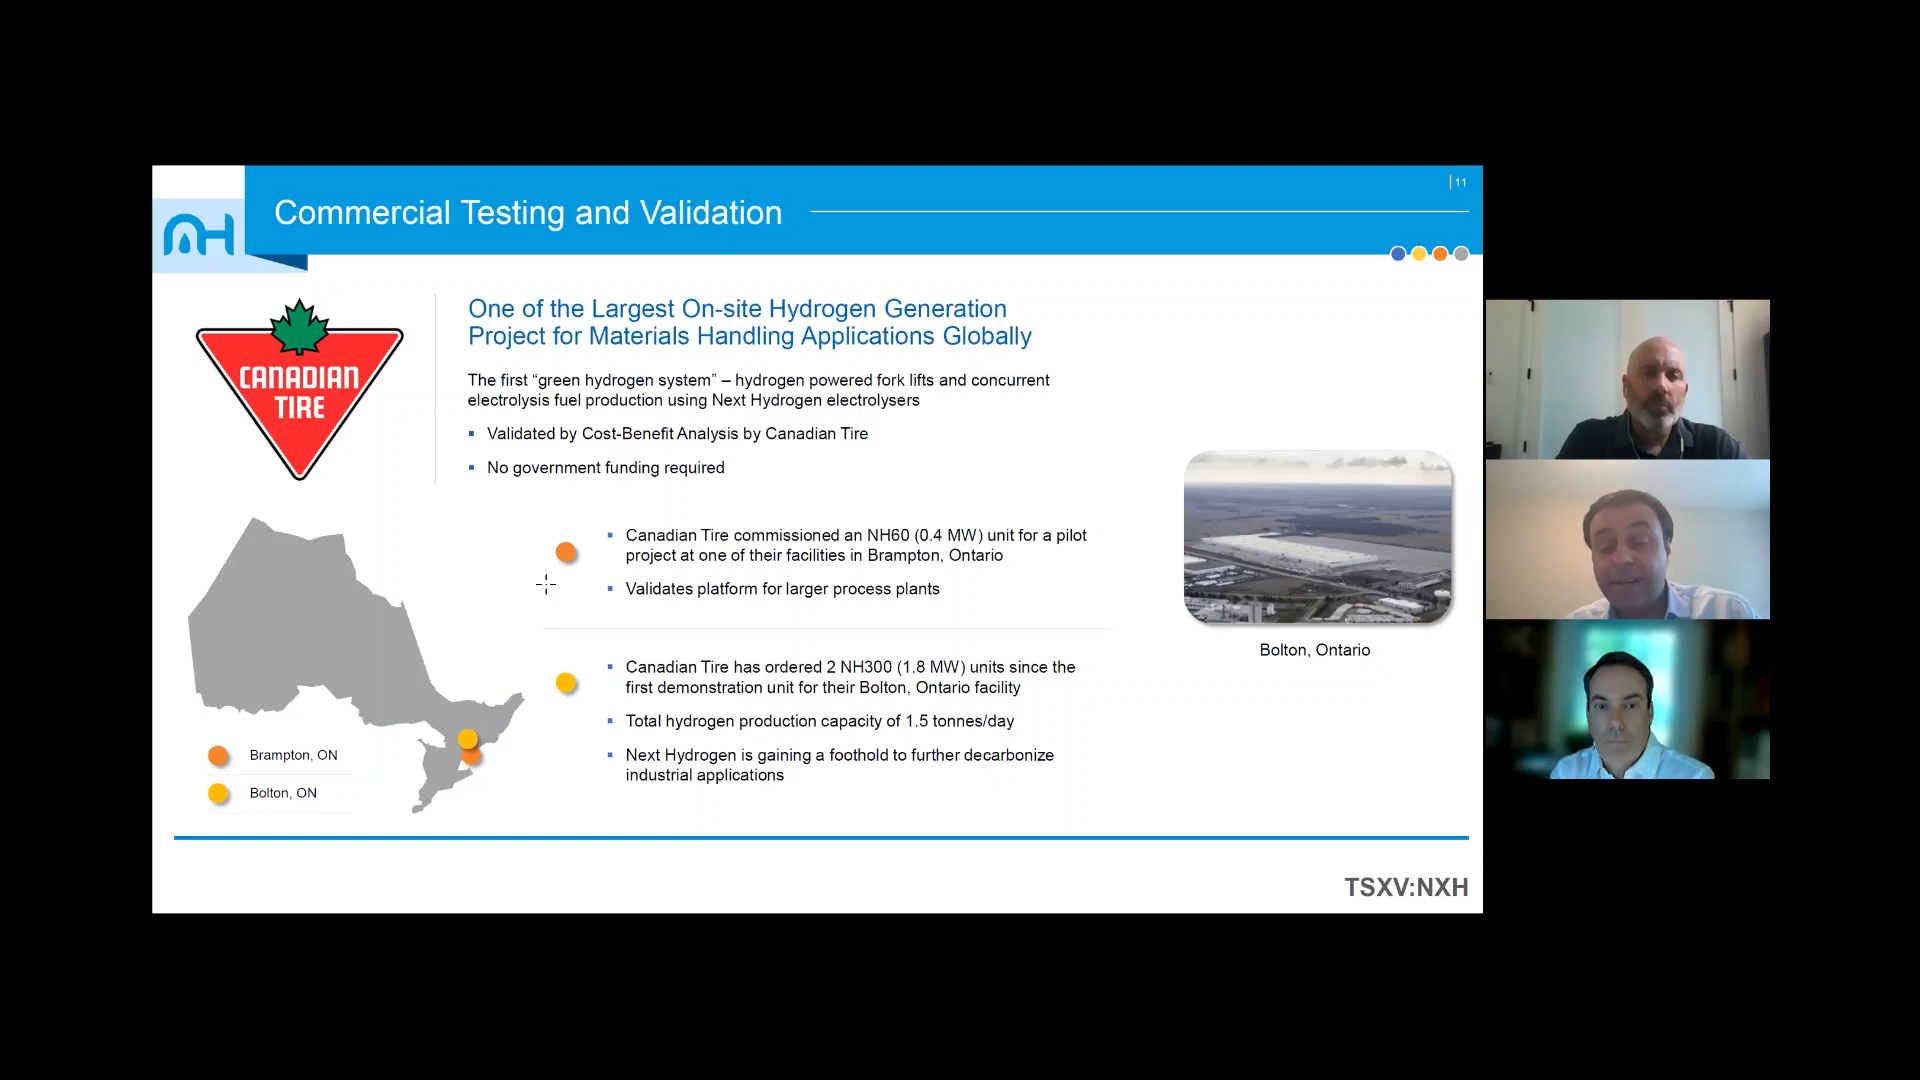 11
Commercial Testing and Validation
NH
CANADIAN
TIRE
One of the Largest On-site Hydrogen Generation
Project for Materials Handling Applications Globally
The first “green hydrogen system” – hydrogen powered fork lifts and concurrent
electrolysis fuel production using Next Hydrogen electrolysers
▪ Validated by Cost-Benefit Analysis by Canadian Tire
▪ No government funding required
▪ Canadian Tire commissioned an NH60 (0.4 MW) unit for a pilot
project at one of their facilities in Brampton, Ontario
▪ Validates platform for larger process plants
▪ Canadian Tire has ordered 2 NH300 (1.8 MW) units since the
first demonstration unit for their Bolton, Ontario facility
▪ Total hydrogen production capacity of 1.5 tonnes/day
▪ Next Hydrogen is gaining a foothold to further decarbonize
industrial applications
Brampton, ON
Bolton, ON
Bolton, Ontario
TSXV:NXH